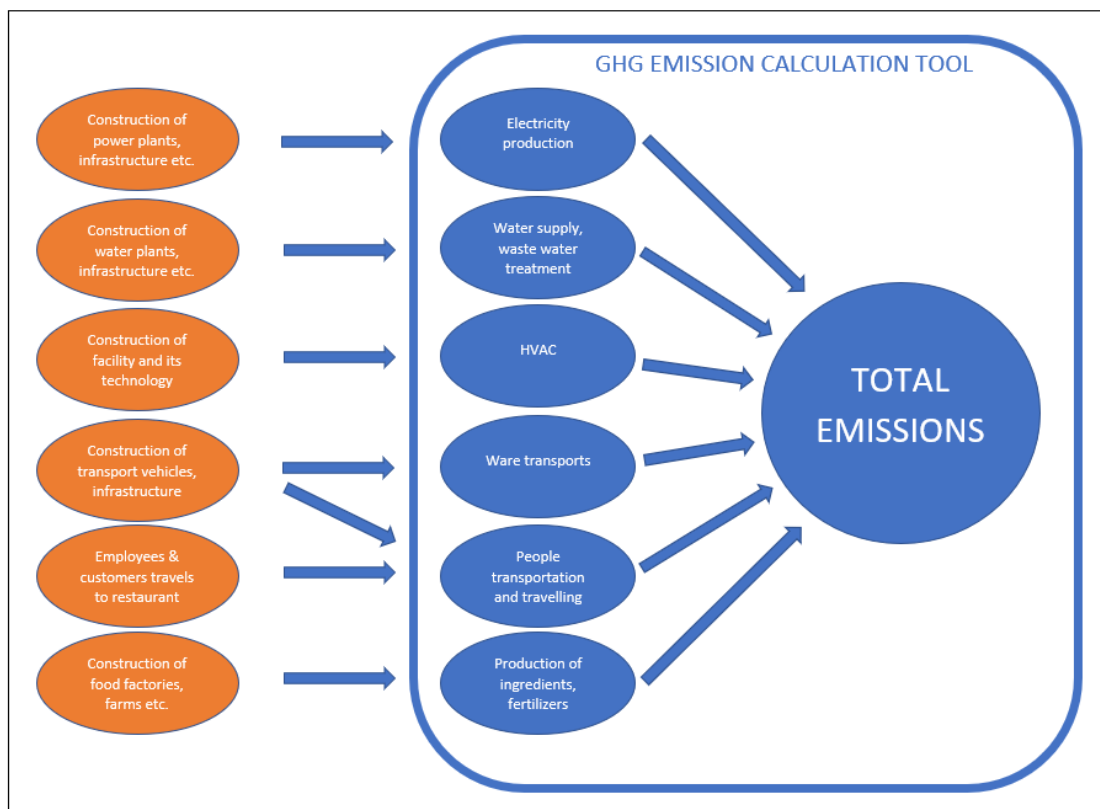 GHG EMISSION CALCULATION TOOL
Construction of
power plants,
infrastructure etc.
Electricity
production
Construction of
water plants,
infrastructure etc.
Water supply,
waste water
treatment
Construction of
facility and its
technology
HVAC
TOTAL
EMISSIONS
Construction of
transport vehicles,
infrastructure
Ware transports
Employees &
customers travels
to restaurant
People
transportation
and travelling
Construction of
food factories,
farms etc.
Production of
ingredients,
fertilizers